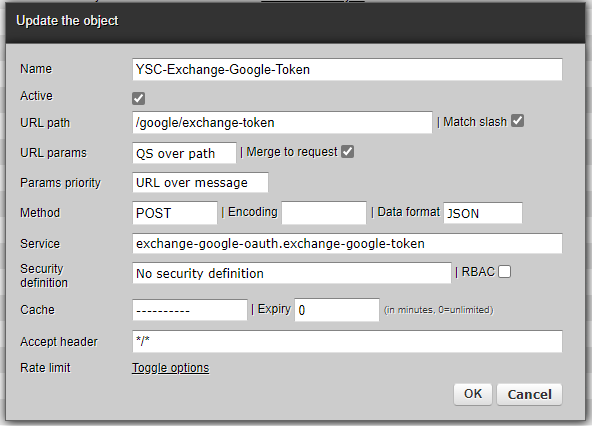 Update the object
Name YSC-Exchange-Google-Token
Active
URL path /google/exchange-token | Match slash
URL params QS over path | Merge to request
Params priority URL over message
Method POST | Encoding | Data format JSON
Service exchange-google-oauth.exchange-google-token
Security definition No security definition | RBAC
Cache ---------- | Expiry 0 (in minutes, 0=unlimited)
Accept header */*
Rate limit Toggle options
OK Cancel